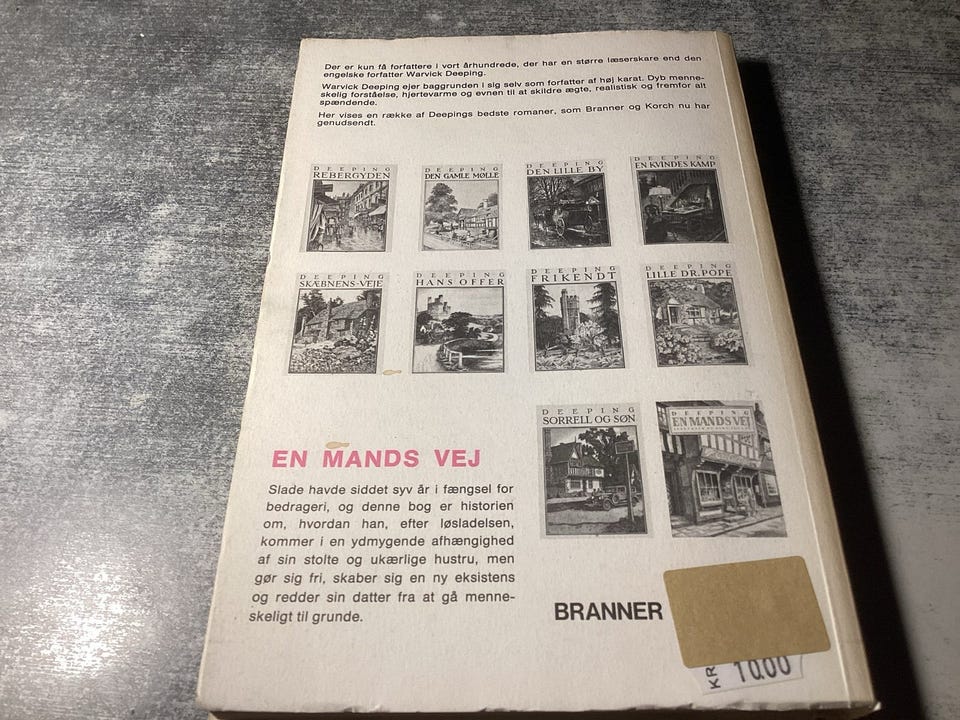 Der er kun få forfattere i vort århundrede, der har en større læserskare end den
engelske forfatter Warvick Deeping.
Warvick Deeping ejer baggrunden i sig selv som forfatter af høj karat. Dyb menne-
skelig forståelse, hjertevarme og evnen til at skildre ægte, realistisk og fremfor alt
spændende.
Her vises en række af Deepings bedste romaner, som Branner og Korch nu har
genudsendt.
DEEPING
REBERGYDEN
DEEPING
DEN GAMLE MØLLE
DEEPING
DEN LILLE BY
DEEPING
EN KVINDES KAMP
DEEPING
SKÆBNENS VEJE
DEEPING
HANS OFFER
DEEPING
FRIKENDT
DEEPING
LILLE DR. POPE
DEEPING
SORRELL OG SØN
DEEPING
EN MANDS VEJ
EN MANDS VEJ
Slade havde siddet syv år i fængsel for
bedrageri, og denne bog er historien
om, hvordan han, efter løsladelsen,
kommer i en ydmygende afhængighed
af sin stolte og ukærlige hustru, men
gør sig fri, skaber sig en ny eksistens
og redder sin datter fra at gå menne-
skeligt til grunde.
BRANNER
KR
10.00